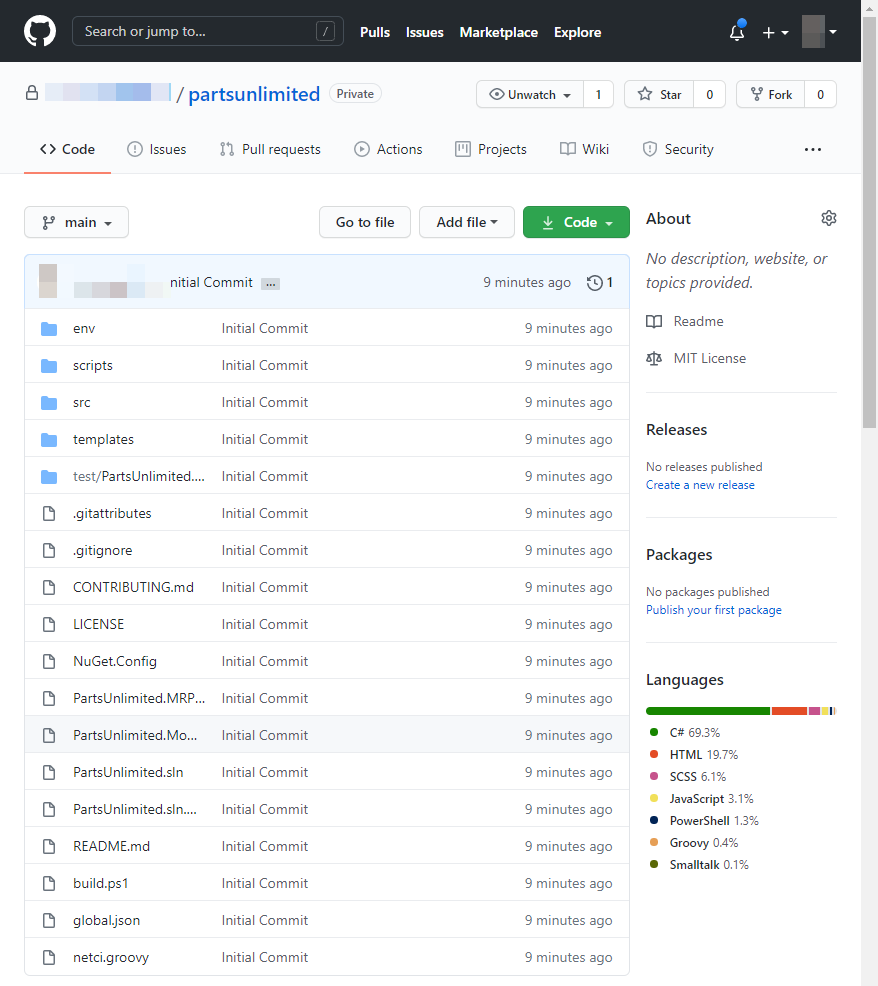 Search or jump to... / Pulls Issues Marketplace Explore
/ partsunlimited Private Unwatch 1 Star 0 Fork 0
Code Issues Pull requests Actions Projects Wiki Security ...
main Go to file Add file Code
nitial Commit ... 9 minutes ago 1
env Initial Commit 9 minutes ago
scripts Initial Commit 9 minutes ago
src Initial Commit 9 minutes ago
templates Initial Commit 9 minutes ago
test/PartsUnlimited.... Initial Commit 9 minutes ago
.gitattributes Initial Commit 9 minutes ago
.gitignore Initial Commit 9 minutes ago
CONTRIBUTING.md Initial Commit 9 minutes ago
LICENSE Initial Commit 9 minutes ago
NuGet.Config Initial Commit 9 minutes ago
PartsUnlimited.MRP... Initial Commit 9 minutes ago
PartsUnlimited.Mo... Initial Commit 9 minutes ago
PartsUnlimited.sln Initial Commit 9 minutes ago
PartsUnlimited.sln.... Initial Commit 9 minutes ago
README.md Initial Commit 9 minutes ago
build.ps1 Initial Commit 9 minutes ago
global.json Initial Commit 9 minutes ago
netci.groovy Initial Commit 9 minutes ago
About
No description, website, or
topics provided.
Readme
MIT License
Releases
No releases published
Create a new release
Packages
No packages published
Publish your first package
Languages
C# 69.3%
HTML 19.7%
SCSS 6.1%
JavaScript 3.1%
PowerShell 1.3%
Groovy 0.4%
Smalltalk 0.1%